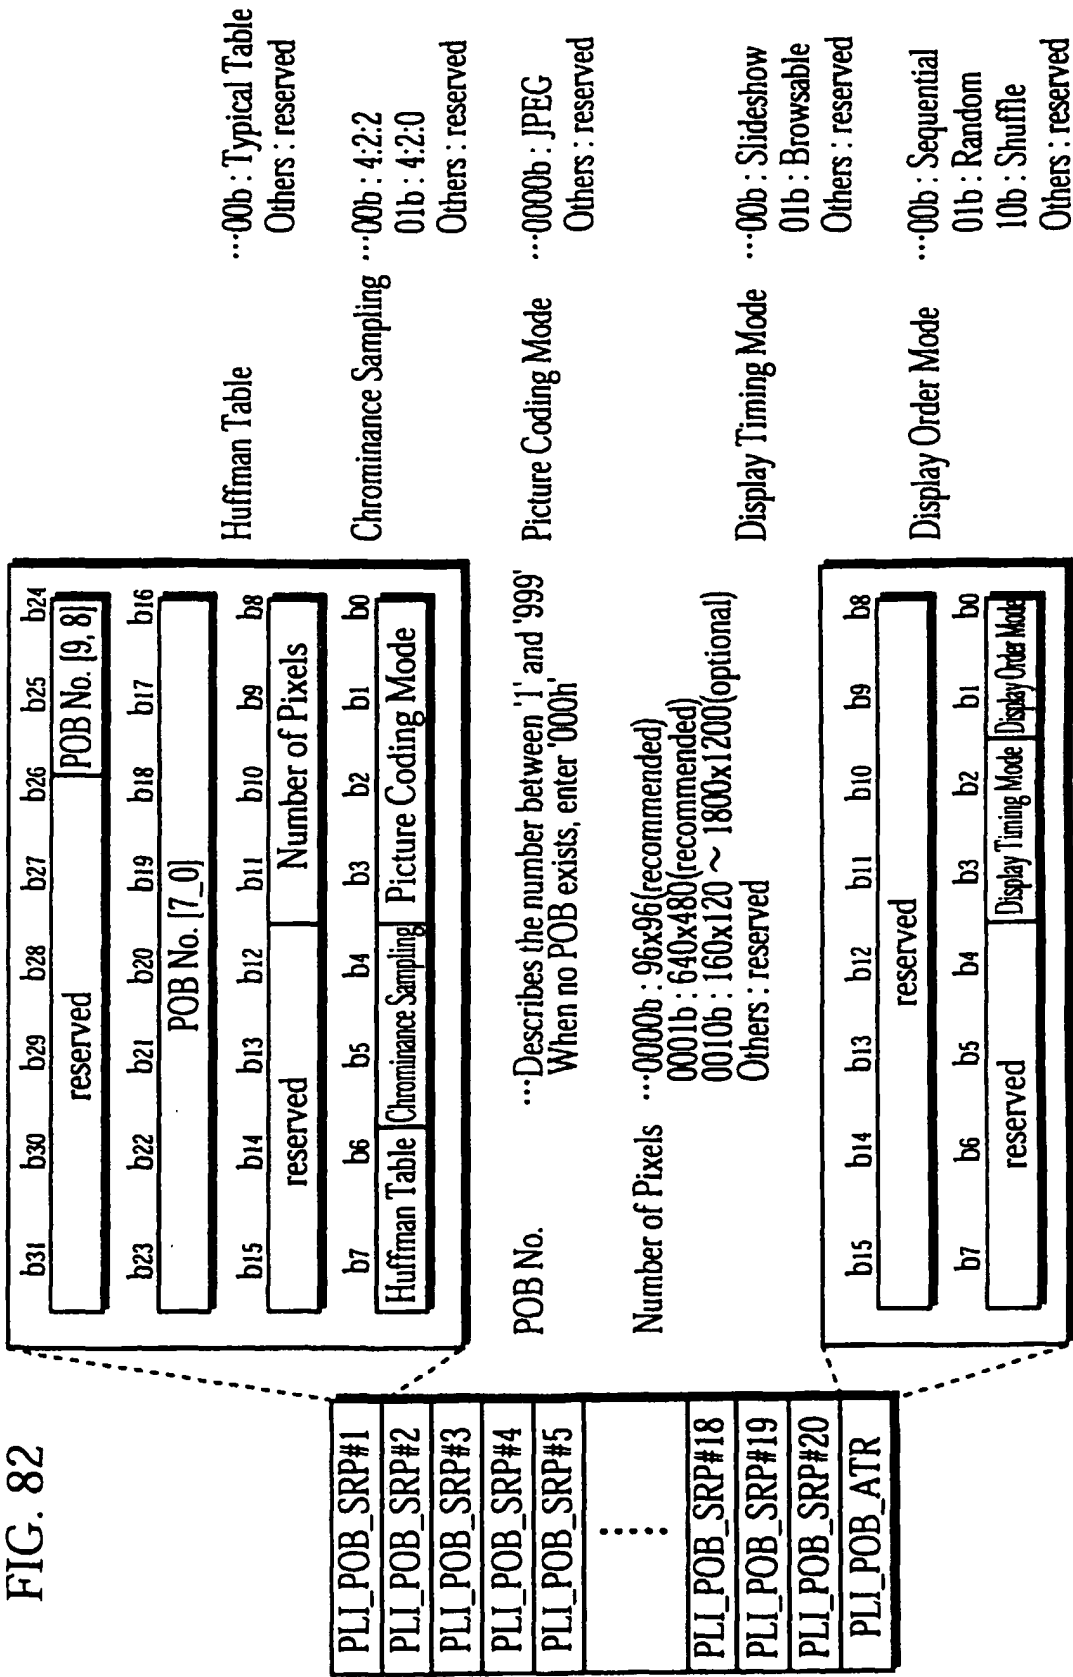 FIG. 82
PLI_POB_SRP#1
PLI_POB_SRP#2
PLI_POB_SRP#3
PLI_POB_SRP#4
PLI_POB_SRP#5
.....
PLI_POB_SRP#18
PLI_POB_SRP#19
PLI_POB_SRP#20
PLI_POB_ATR
b31 b30 b29 b28 b27 b26 b25 b24
reserved POB No. [9, 8]
b23 b22 b21 b20 b19 b18 b17 b16
POB No. [7_0]
b15 b14 b13 b12 b11 b10 b9 b8
reserved Number of Pixels
b7 b6 b5 b4 b3 b2 b1 b0
Huffman Table Chrominance Sampling Picture Coding Mode
POB No. ...Describes the number between '1' and '999'
When no POB exists, enter '000h'
Number of Pixels ...0000b : 96x96(recommended)
0001b : 640x480(recommended)
0010b : 160x120 ~ 1800x1200(optional)
Others : reserved
b15 b14 b13 b12 b11 b10 b9 b8
reserved
b7 b6 b5 b4 b3 b2 b1 b0
reserved Display Timing Mode Display Order Mode
Huffman Table ...00b : Typical Table
Others : reserved
Chrominance Sampling ...00b : 4:2:2
01b : 4:2:0
Others : reserved
Picture Coding Mode ...0000b : JPEG
Others : reserved
Display Timing Mode ...00b : Slideshow
01b : Browsable
Others : reserved
Display Order Mode ...00b : Sequential
01b : Random
10b : Shuffle
Others : reserved